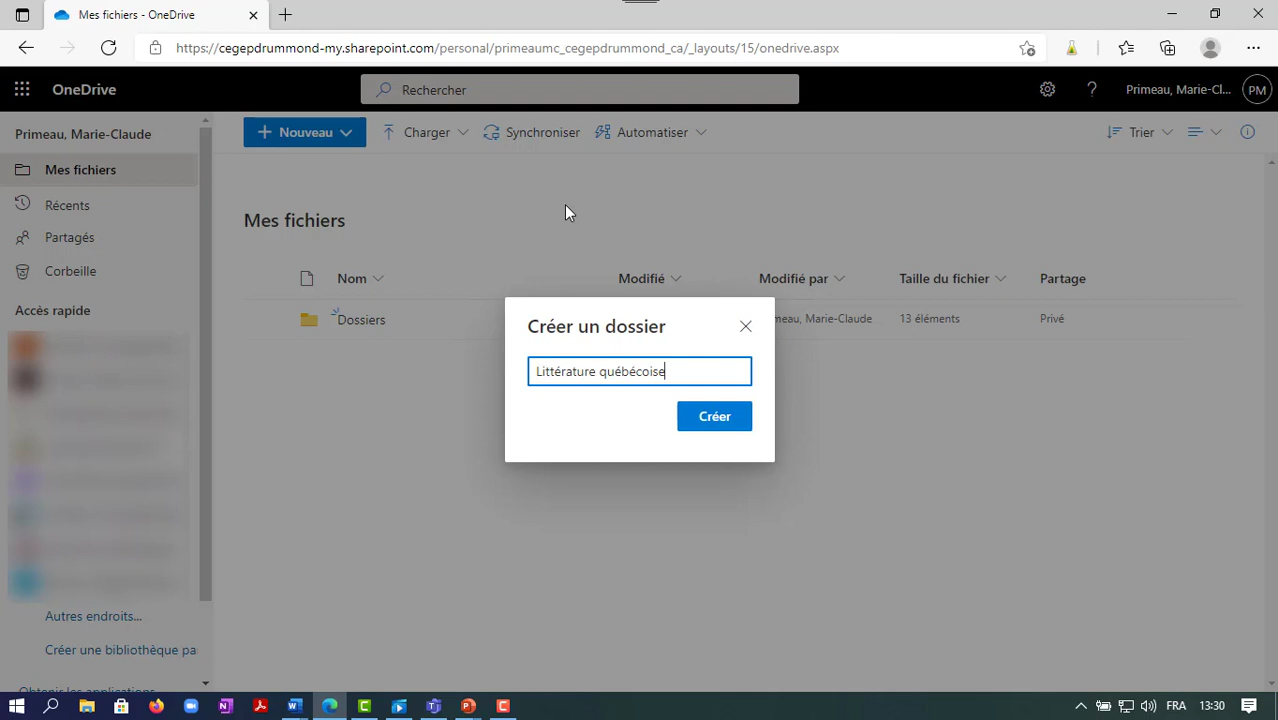 Mes fichiers - OneDrive
https://cegepdrummond-my.sharepoint.com/personal/primeaumc_cegepdrummond_ca/_layouts/15/onedrive.aspx
OneDrive
Rechercher
Primeau, Marie-Cl...
PM
Primeau, Marie-Claude
Nouveau
Charger
Synchroniser
Automatiser
Trier
Mes fichiers
Récents
Partagés
Corbeille
Accès rapide
Autres endroits...
Créer une bibliothèque pa
Obtenir les applications
Mes fichiers
Nom
Modifié
Modifié par
Taille du fichier
Partage
Dossiers
meau, Marie-Claude
13 éléments
Privé
Créer un dossier
Littérature québécoise
Créer
FRA
13:30